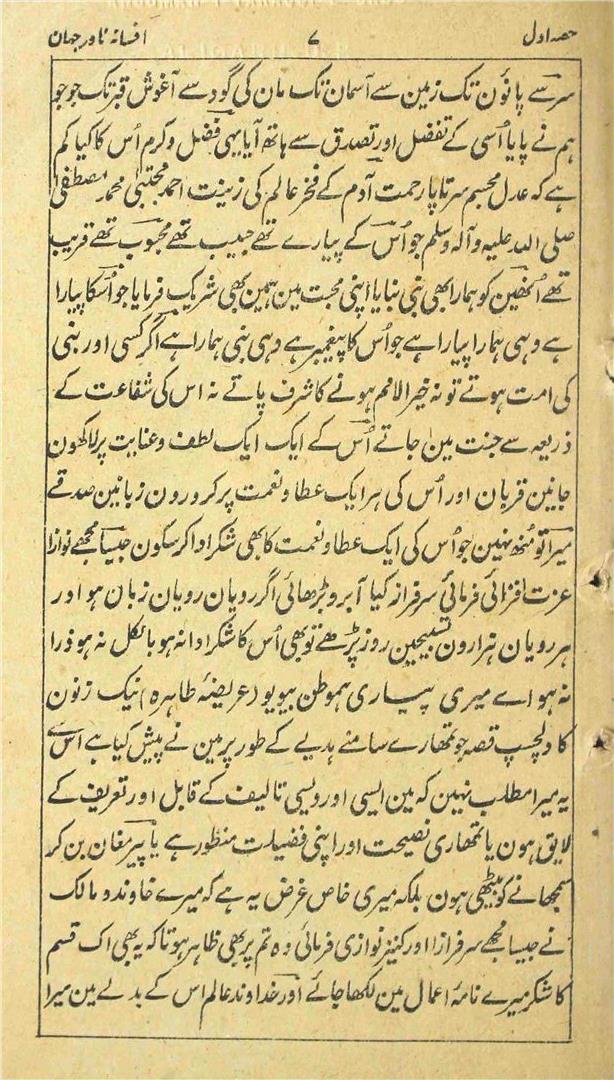 حصہ اول ۷ افسانہ نادر جہان
سر سے پائون تک زمین سے آسمان تک مان کی گود سے آغوش قبر تک جو جو
ہم نے پایا اُسی کے تفضل اور تصدق سے ہاتھ آیا یہی فضل وکرم اُس کا کیا کم
ہے کہ عدل مجسم سرتاپا رحمت آدم کے فخر عالم کی زینت احمد مجتبیٰ محمد مصطفیٰ
صلی اللہ علیہ وآلہ وسلم جو اُس کے پیارے تھے حبیب تھے محبوب تھے قریب
تھے اُنھین کو ہمارا بھی نبی بنایا اپنی محبت مین ہمین بھی شریک فرمایا جو اُسکا پیارا
ہے وہی ہمارا پیارا ہے جو اُس کا پیغمبر ہے وہی نبی ہمارا ہے اگر کسی اور نبی
کی امت ہوتے تو نہ خیر الامم ہونے کا شرف پاتے نہ اس کی شفاعت کے
ذریعہ سے جنت مین جاتے اُس کے ایک ایک لطف وعنایت پر لاکھون
جانین قربان اور اُس کی ہر ایک عطا ونعمت پر کرورون زبانین صدقے
میرا تو منھ نہین جو اُس کی ایک عطا ونعمت کا بھی شکر ادا کر سکون جیسا مجھے نوازا
عزت افزائی فرمائی سرفراز کیا آبرو بڑھائی اگر رویان رویان زبان ہو اور
ہر رویان ہزارون تسبیحین روز پڑھے تو بھی اُس کا شکر ادا نہ ہو بالکل نہ ہو ذرا
نہ ہو اے میری پیاری ہموطن بیویو (عریضۂ طاہرہ) نیک زنون
کا دلچسپ قصہ جو تمھارے سامنے ہدیے کے طور پر مین نے پیش کیا ہے اس سے
یہ میرا مطلب نہین کہ مین ایسی اور ویسی تالیف کے قابل اور تعریف کے
لایق ہون یا تمھاری نصیحت اور اپنی فضیلت منظور ہے یا پیر مغان بن کر
سمجھانے کو بیٹھی ہون بلکہ میری خاص غرض یہ ہے کہ میرے خاوند ومالک
نے جیسا مجھے سرفراز اور کنیز نوازی فرمائی وہ تم پر بھی ظاہر ہو تاکہ یہ بھی اک قسم
کا شکر میرے نامۂ اعمال مین لکھا جائے اور خداوند عالم اس کے بدلے مین میرا